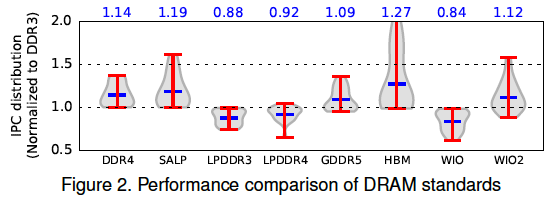 1.14 1.19 0.88 0.92 1.09 1.27 0.84 1.12
IPC distribution
(Normalized to DDR3)
2.0
1.5
1.0
0.5
DDR4 SALP LPDDR3 LPDDR4 GDDR5 HBM WIO WIO2
Figure 2. Performance comparison of DRAM standards